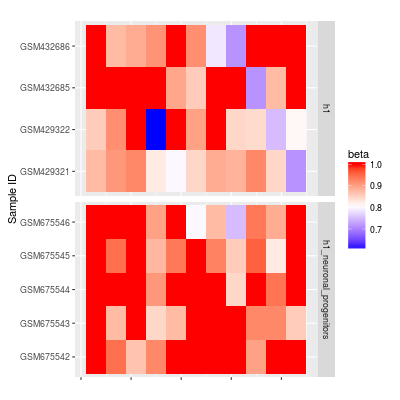 GSM432686
GSM432685
GSM429322
GSM429321
h1
GSM675546
GSM675545
GSM675544
GSM675543
GSM675542
h1_neuronal_progenitors
Sample ID
beta
1.0
0.9
0.8
0.7